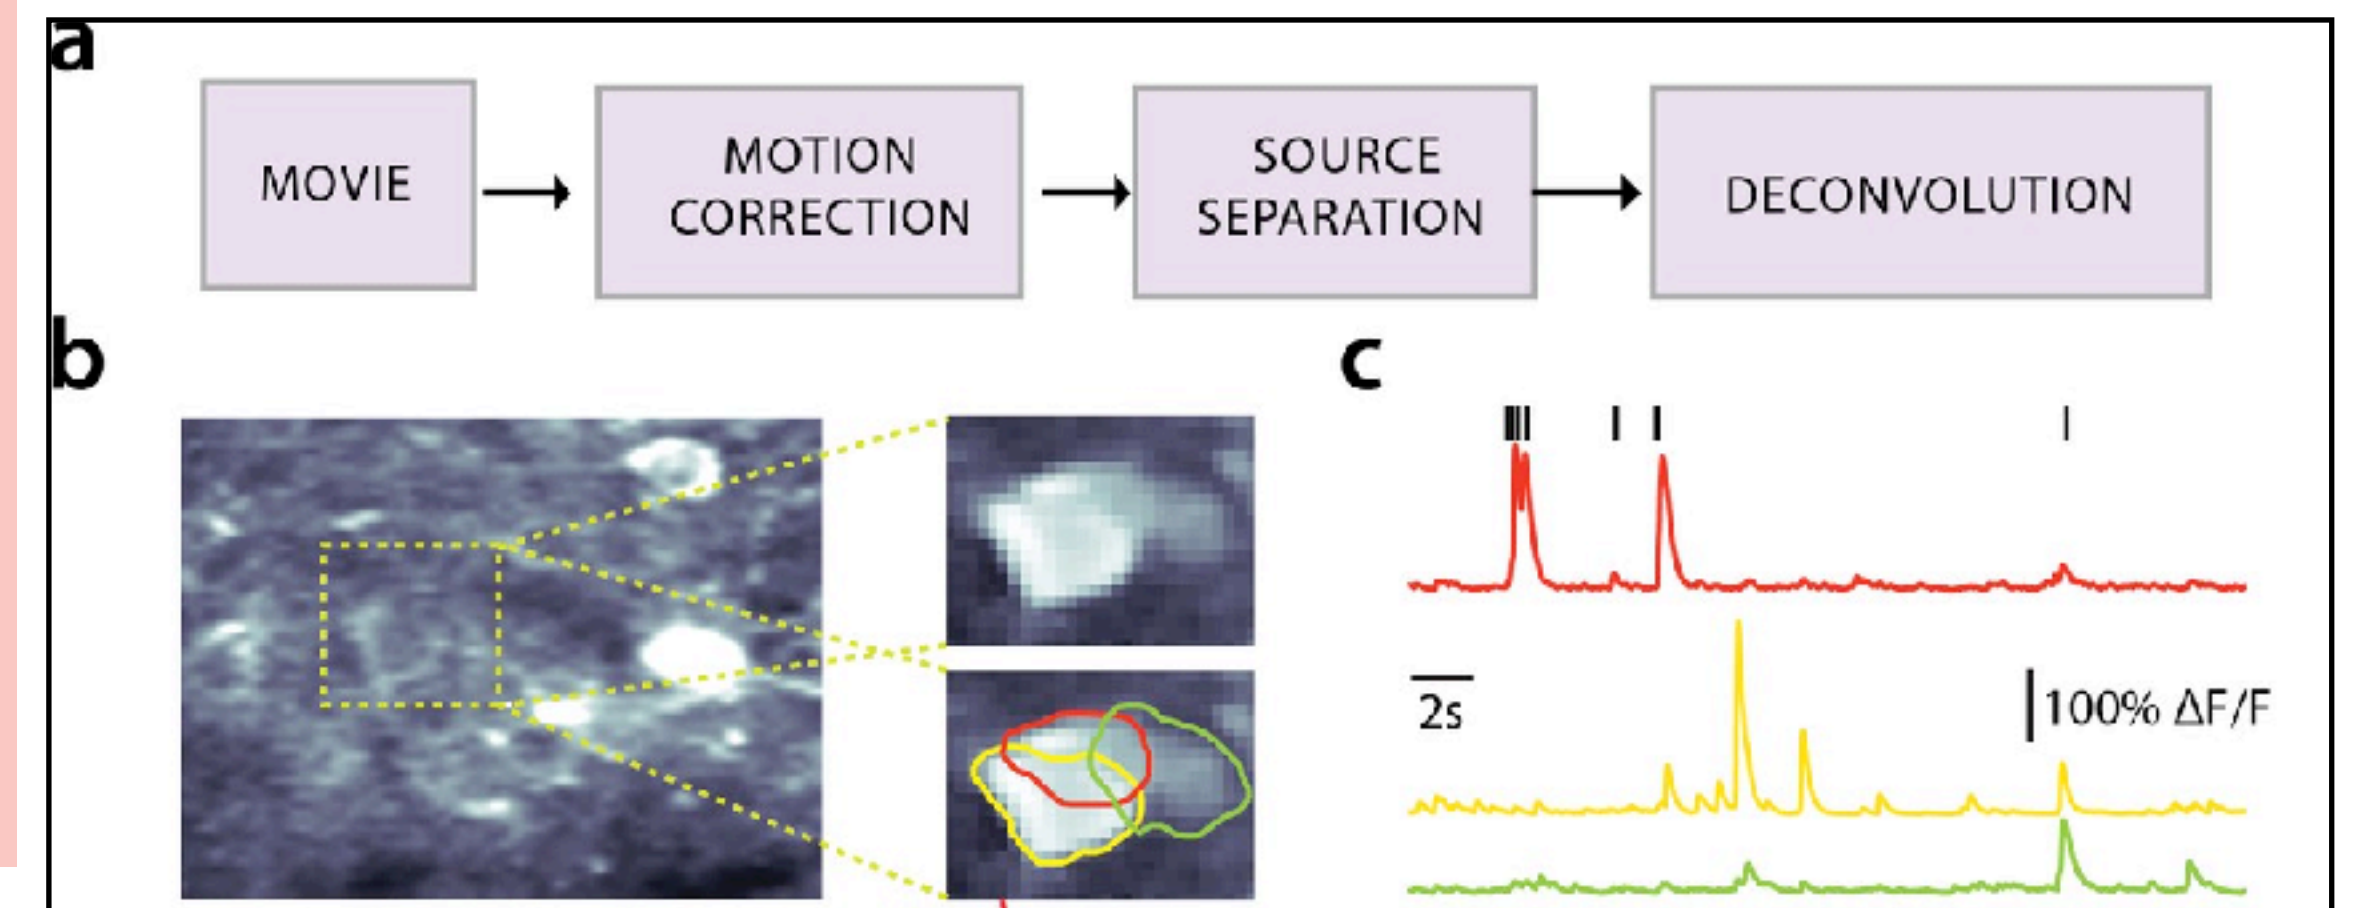 a
MOVIE
MOTION
CORRECTION
SOURCE
SEPARATION
DECONVOLUTION
b
c
2s
100% ΔF/F